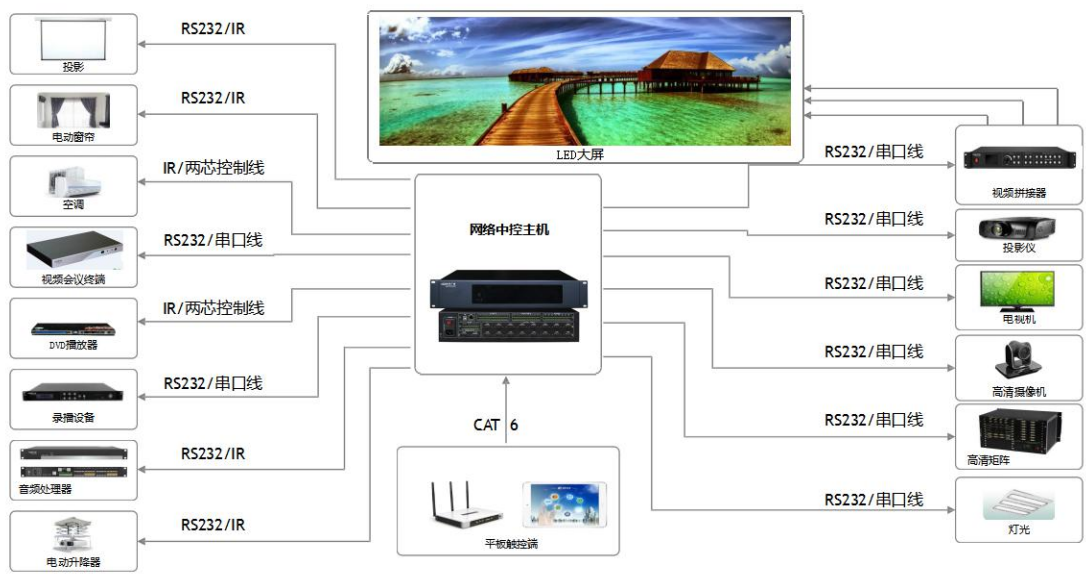 RS232/IR
投影
RS232/IR
电动窗帘
IR/两芯控制线
空调
RS232/串口线
视频会议终端
IR/两芯控制线
DVD播放器
RS232/串口线
录播设备
RS232/IR
音频处理器
RS232/IR
电动升降器
LED大屏
网络中控主机
CAT 6
平板触控端
RS232/串口线
视频拼接器
RS232/串口线
投影仪
RS232/串口线
电视机
RS232/串口线
高清摄像机
RS232/串口线
高清矩阵
RS232/串口线
灯光